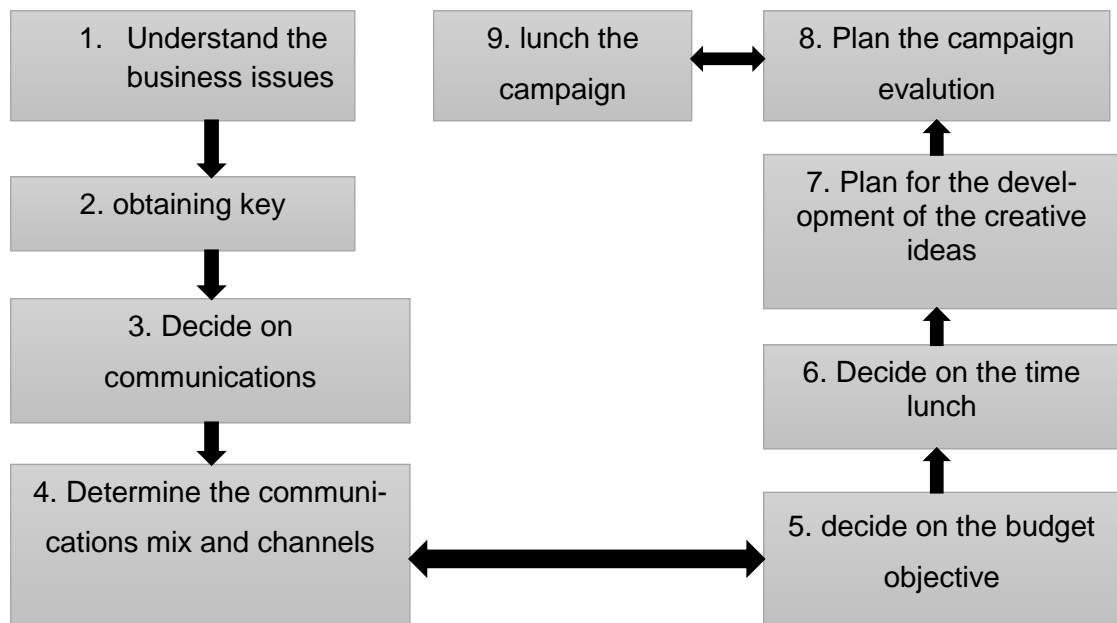 1. Understand the
business issues
2. obtaining key
3. Decide on
communications
4. Determine the communi-
cations mix and channels
5. decide on the budget
objective
6. Decide on the time
lunch
7. Plan for the devel-
opment of the creative
ideas
8. Plan the campaign
evalution
9. lunch the
campaign